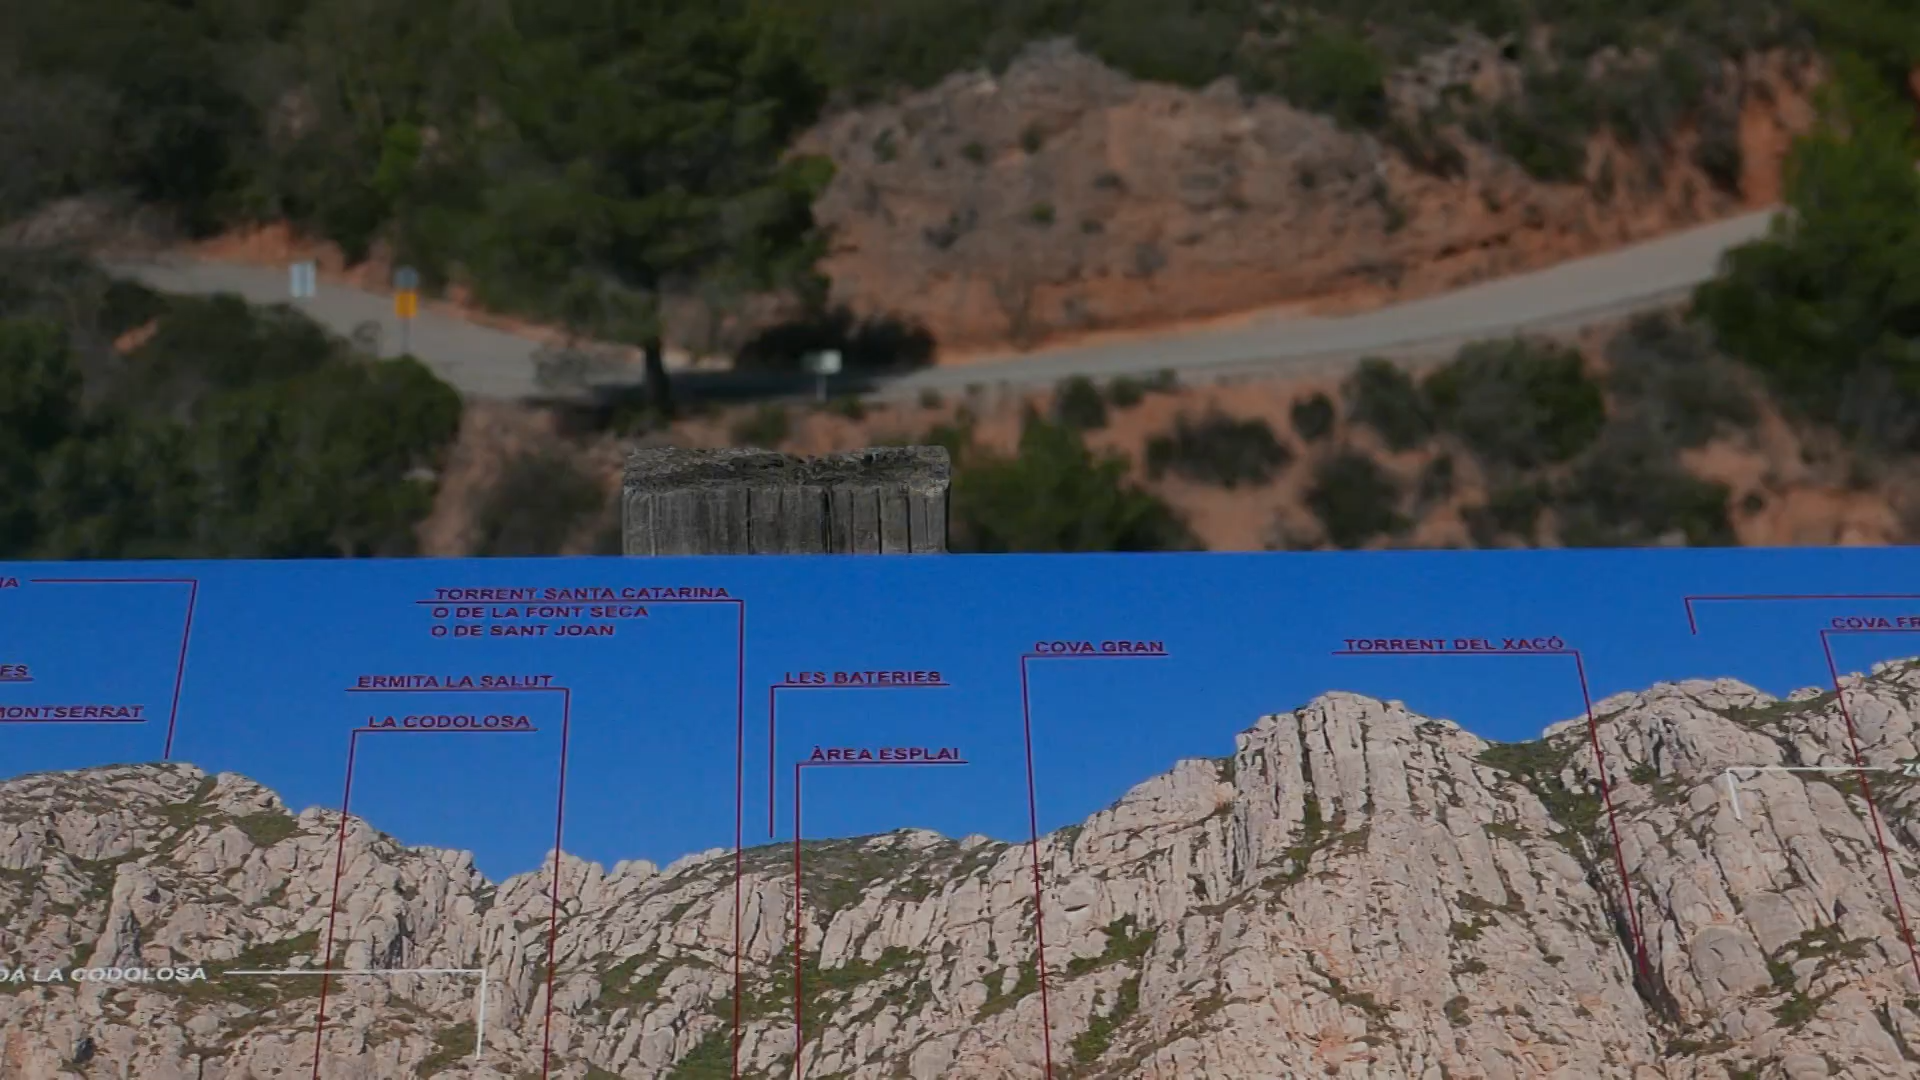 TORRENT SANTA CATARINA
O DE LA FONT SECA
O DE SANT JOAN
COVA GRAN
TORRENT DEL XACÓ
COVA
ERMITA LA SALUT
LES BATERIES
MONTSERRAT
LA CODOLOSA
ÀREA ESPLAI
LA CODOLOSA